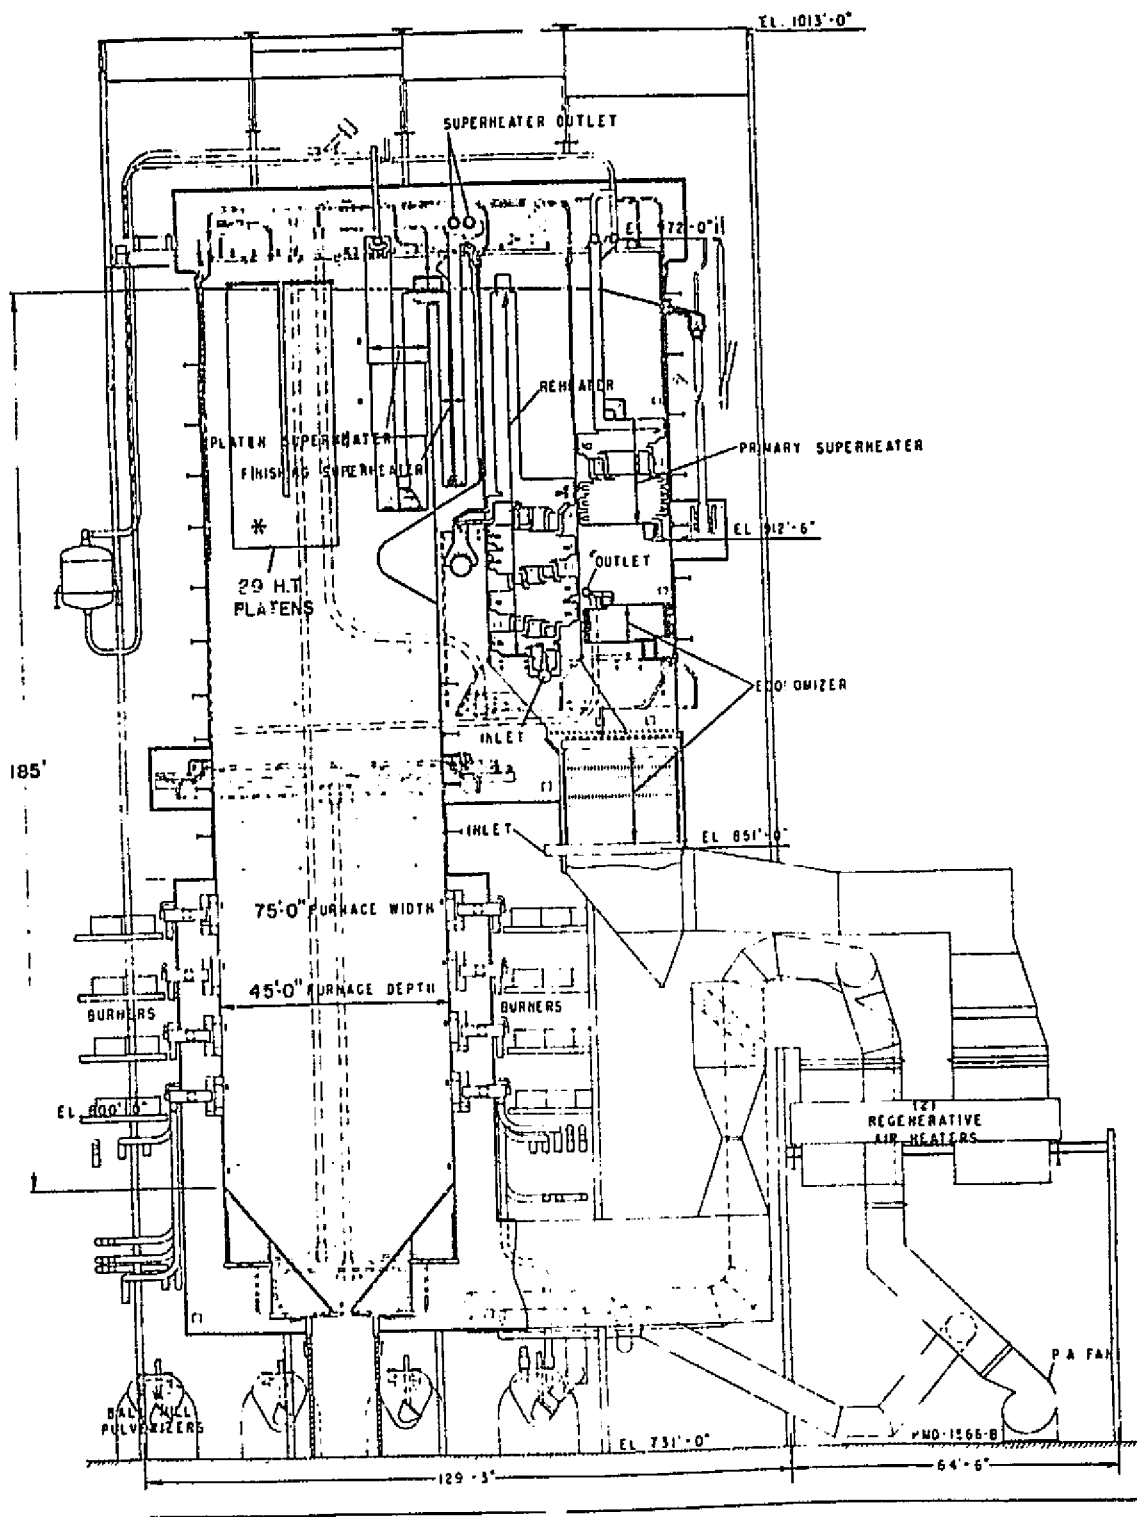 EL. 1013'-0"
SUPERHEATER OUTLET
972-0"
REHEATER
PLATEN SUPERHEATER
FINISHING SUPERHEATER
PRIMARY SUPERHEATER
EL 912'-6"
*
OUTLET
29 H.T.
PLATENS
ECONOMIZER
INLET
185'
INLET
EL 851'-0"
75'-0" FURNACE WIDTH
45'-0" FURNACE DEPTH
BURNERS
BURNERS
EL 800'-0"
(2)
REGENERATIVE
AIR HEATERS
P.A FAN
BALL MILL
PULVERIZERS
EL 731'-0"
PMO-1566-B
129-3"
64'-6"